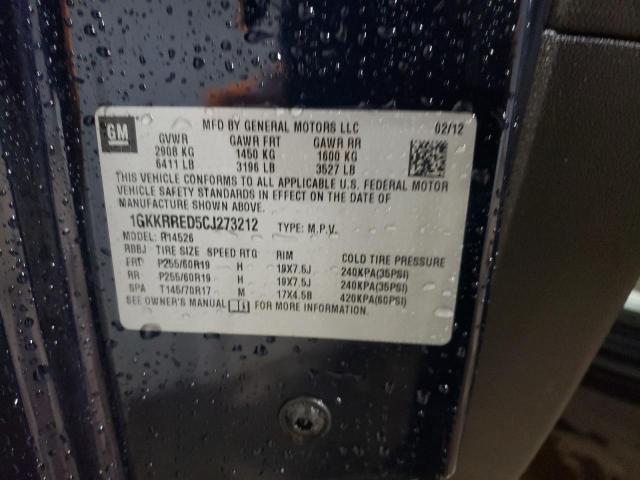 GM
MFD BY GENERAL MOTORS LLC 02/12
GVWR GAWR FRT GAWR RR
2908 KG 1450 KG 1600 KG
6411 LB 3196 LB 3527 LB
THIS VEHICLE CONFORMS TO ALL APPLICABLE U.S. FEDERAL MOTOR
VEHICLE SAFETY STANDARDS IN EFFECT ON THE DATE OF
MANUFACTURE SHOWN ABOVE.
1GKKRRED5CJ273212 TYPE: M.P.V.
MODEL: R14526
RBBJ TIRE SIZE SPEED RTG RIM COLD TIRE PRESSURE
FRT P255/60R19 H 19X7.5J 240KPA(35PSI)
RR P255/60R19 H 19X7.5J 240KPA(35PSI)
SPA T145/70R17 M 17X4.5B 420KPA(60PSI)
SEE OWNER'S MANUAL FOR MORE INFORMATION.